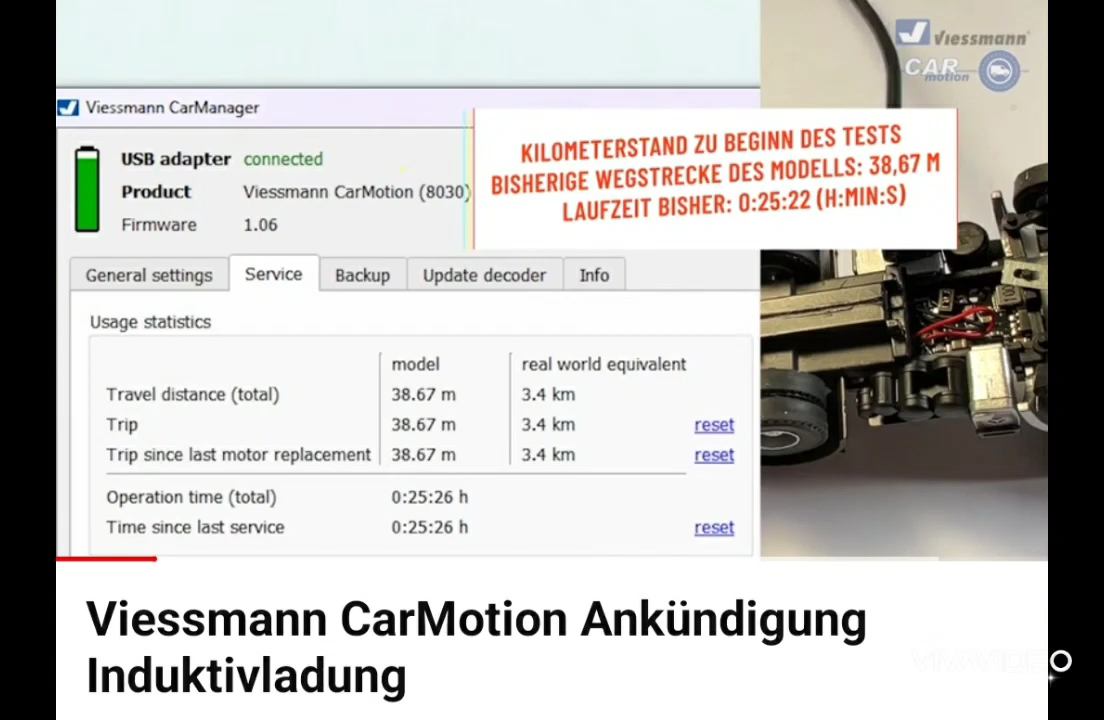 Viessmann
CAR motion
Viessmann CarManager
USB adapter connected
Product Viessmann CarMotion (8030)
Firmware 1.06
KILOMETERSTAND ZU BEGINN DES TESTS
BISHERIGE WEGSTRECKE DES MODELLS: 38,67 M
LAUFZEIT BISHER: 0:25:22 (H:MIN:S)
General settings Service Backup Update decoder Info
Usage statistics
model real world equivalent
Travel distance (total) 38.67 m 3.4 km
Trip 38.67 m 3.4 km reset
Trip since last motor replacement 38.67 m 3.4 km reset
Operation time (total) 0:25:26 h
Time since last service 0:25:26 h reset
Viessmann CarMotion Ankündigung
Induktivladung
VIVAVIDEO